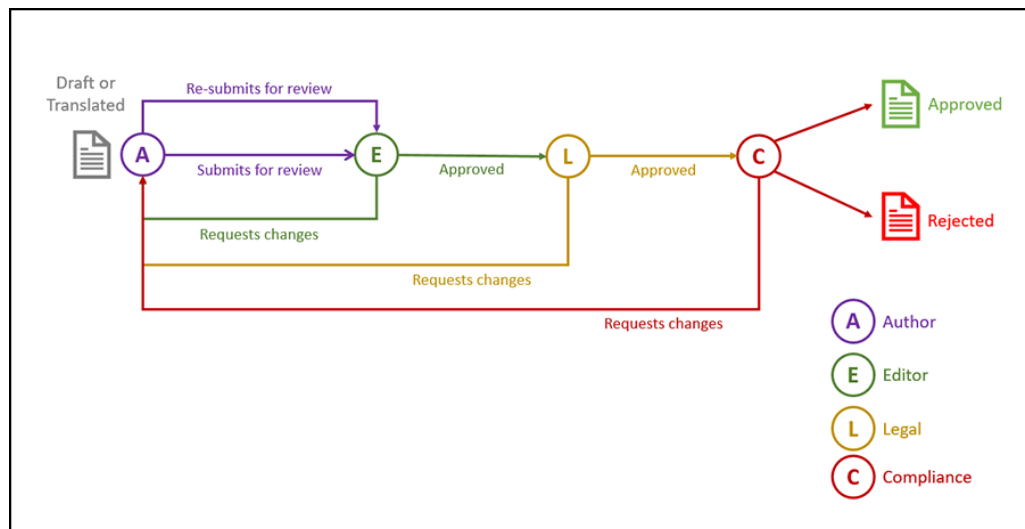 Draft or
Translated
Re-submits for review
A
E
L
C
Submits for review
Approved
Approved
Approved
Rejected
Requests changes
Requests changes
Requests changes
A Author
E Editor
L Legal
C Compliance